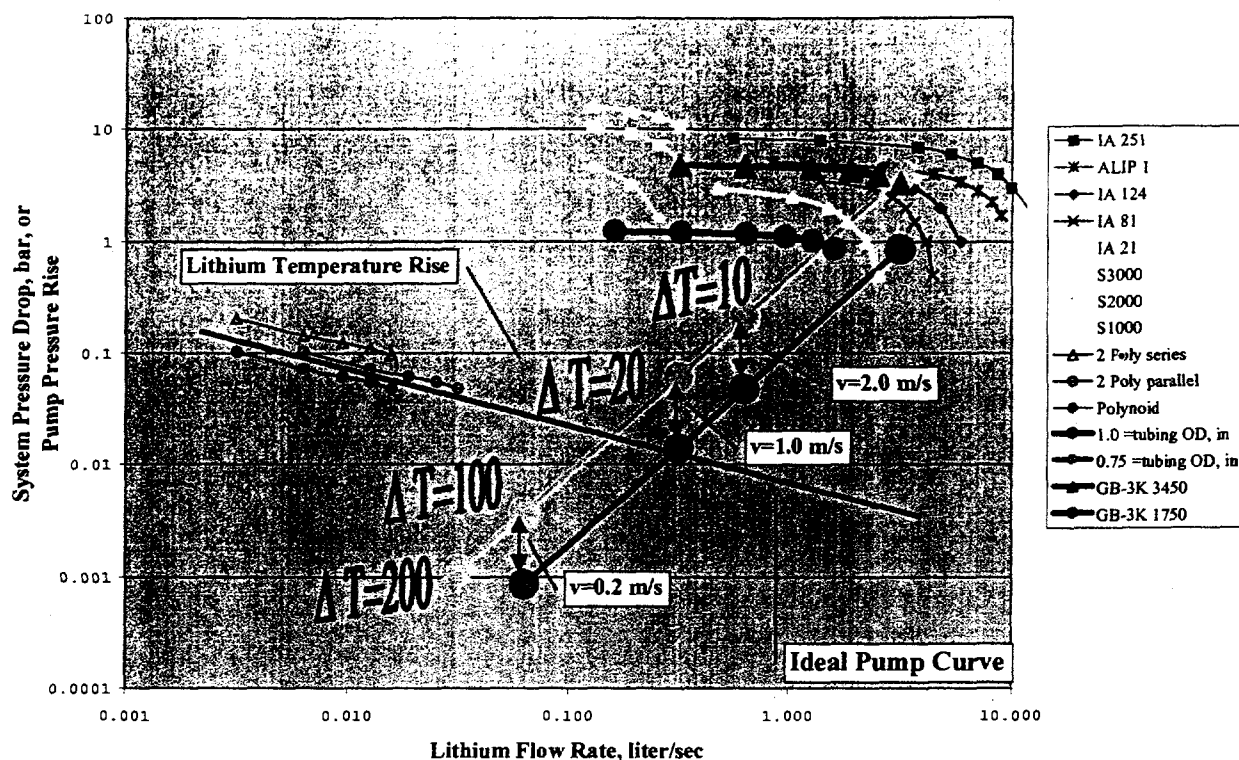 100
10
1
0.1
0.01
0.001
0.0001
System Pressure Drop, bar, or
Pump Pressure Rise
Lithium Temperature Rise
ΔT=10
Δ T=20
Δ T=100
Δ T=200
v=2.0 m/s
v=1.0 m/s
v=0.2 m/s
Ideal Pump Curve
0.001
0.010
0.100
1.000
10.000
Lithium Flow Rate, liter/sec
IA 251
ALIP 1
IA 124
IA 81
IA 21
S3000
S2000
S1000
2 Poly series
2 Poly parallel
Polynoid
1.0 =tubing OD, in
0.75 =tubing OD, in
GB-3K 3450
GB-3K 1750